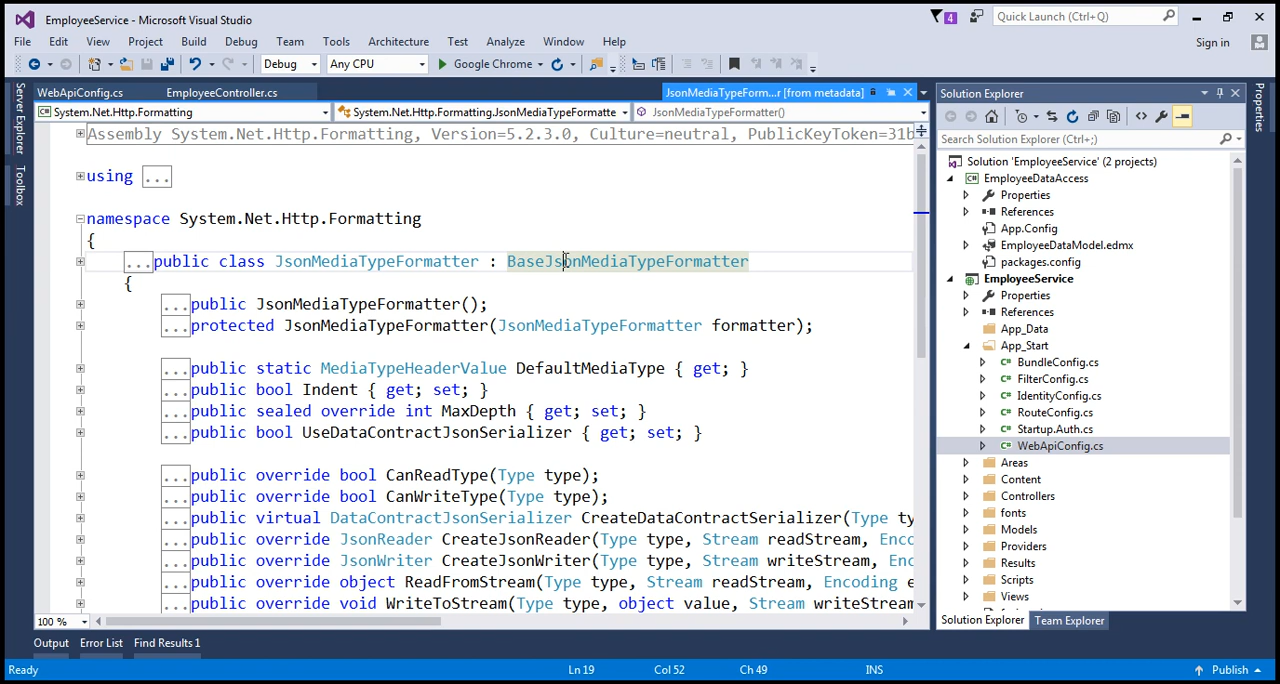 EmployeeService - Microsoft Visual Studio
4
Quick Launch (Ctrl+Q)
File Edit View Project Build Debug Team Tools Architecture Test Analyze Window Help
Sign in
Debug Any CPU Google Chrome
Server Explorer
Toolbox
WebApiConfig.cs EmployeeController.cs JsonMediaTypeForm...r [from metadata]
System.Net.Http.Formatting System.Net.Http.Formatting.JsonMediaTypeFormatte JsonMediaTypeFormatter()
Assembly System.Net.Http.Formatting, Version=5.2.3.0, Culture=neutral, PublicKeyToken=31b
using ...
namespace System.Net.Http.Formatting
{
...public class JsonMediaTypeFormatter : BaseJsonMediaTypeFormatter
{
...public JsonMediaTypeFormatter();
...protected JsonMediaTypeFormatter(JsonMediaTypeFormatter formatter);
...public static MediaTypeHeaderValue DefaultMediaType { get; }
...public bool Indent { get; set; }
...public sealed override int MaxDepth { get; set; }
...public bool UseDataContractJsonSerializer { get; set; }
...public override bool CanReadType(Type type);
...public override bool CanWriteType(Type type);
...public virtual DataContractJsonSerializer CreateDataContractSerializer(Type ty
...public override JsonReader CreateJsonReader(Type type, Stream readStream, Enco
...public override JsonWriter CreateJsonWriter(Type type, Stream writeStream, Enc
...public override object ReadFromStream(Type type, Stream readStream, Encoding e
...public override void WriteToStream(Type type, object value, Stream writeStream
100 %
Solution Explorer
Search Solution Explorer (Ctrl+;)
Solution 'EmployeeService' (2 projects)
EmployeeDataAccess
Properties
References
App.Config
EmployeeDataModel.edmx
packages.config
EmployeeService
Properties
References
App_Data
App_Start
BundleConfig.cs
FilterConfig.cs
IdentityConfig.cs
RouteConfig.cs
Startup.Auth.cs
WebApiConfig.cs
Areas
Content
Controllers
fonts
Models
Providers
Results
Scripts
Views
Solution Explorer Team Explorer
Properties
Output Error List Find Results 1
Ready Ln 19 Col 52 Ch 49 INS Publish